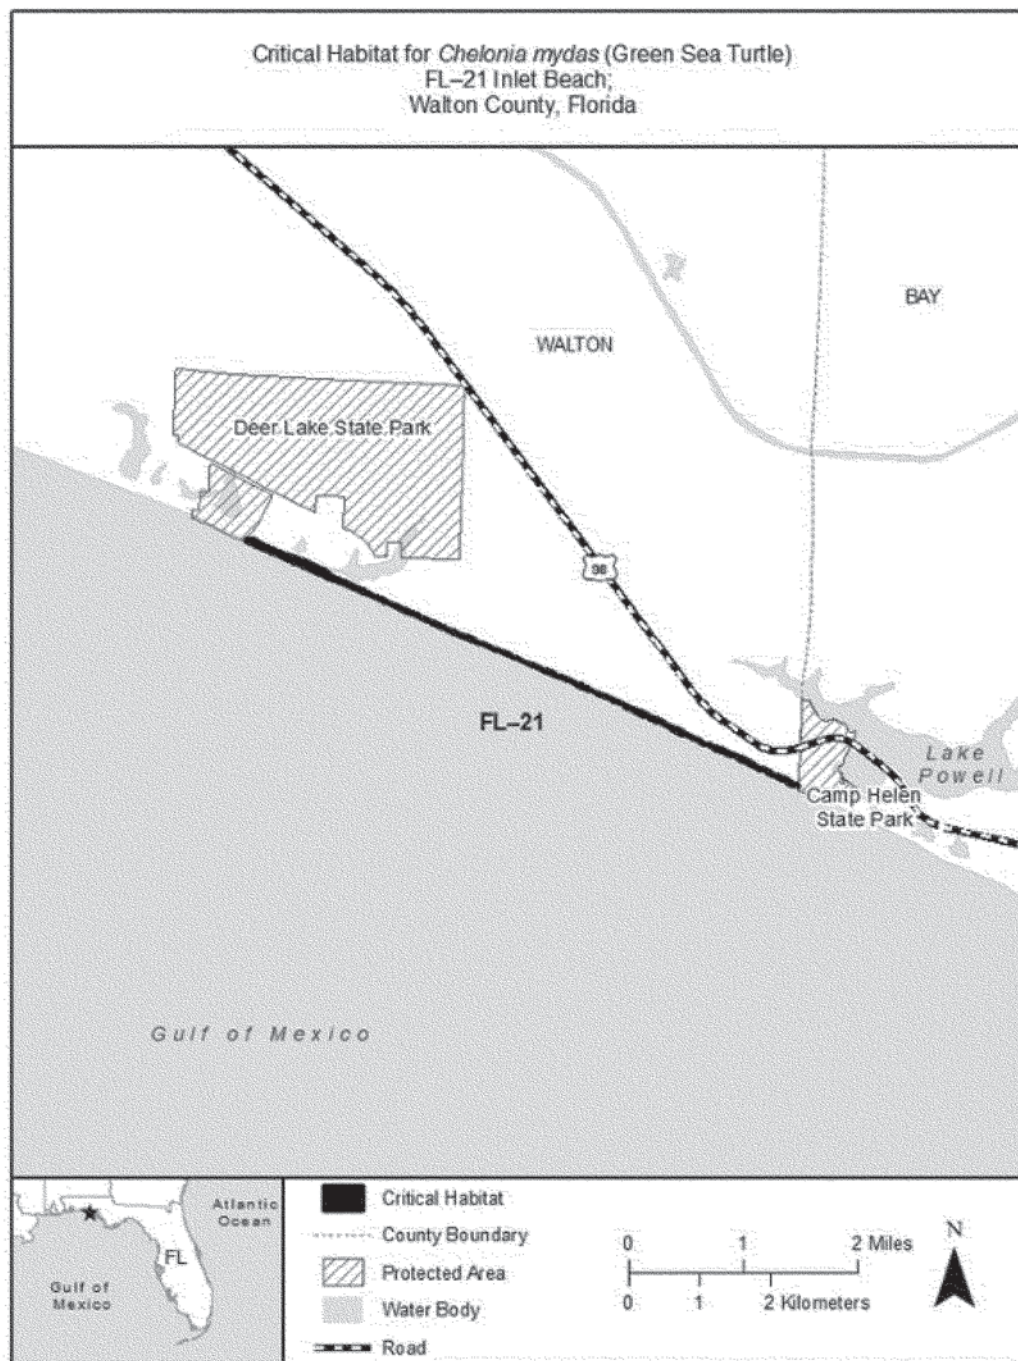 Critical Habitat for Chelonia mydas (Green Sea Turtle)
FL–21 Inlet Beach;
Walton County, Florida
BAY
WALTON
Deer Lake State Park
98
FL–21
Lake
Powell
Camp Helen
State Park
Gulf of Mexico
Atlantic
Ocean
FL
Gulf of
Mexico
Critical Habitat
County Boundary
Protected Area
Water Body
Road
0 1 2 Miles
0 1 2 Kilometers
N